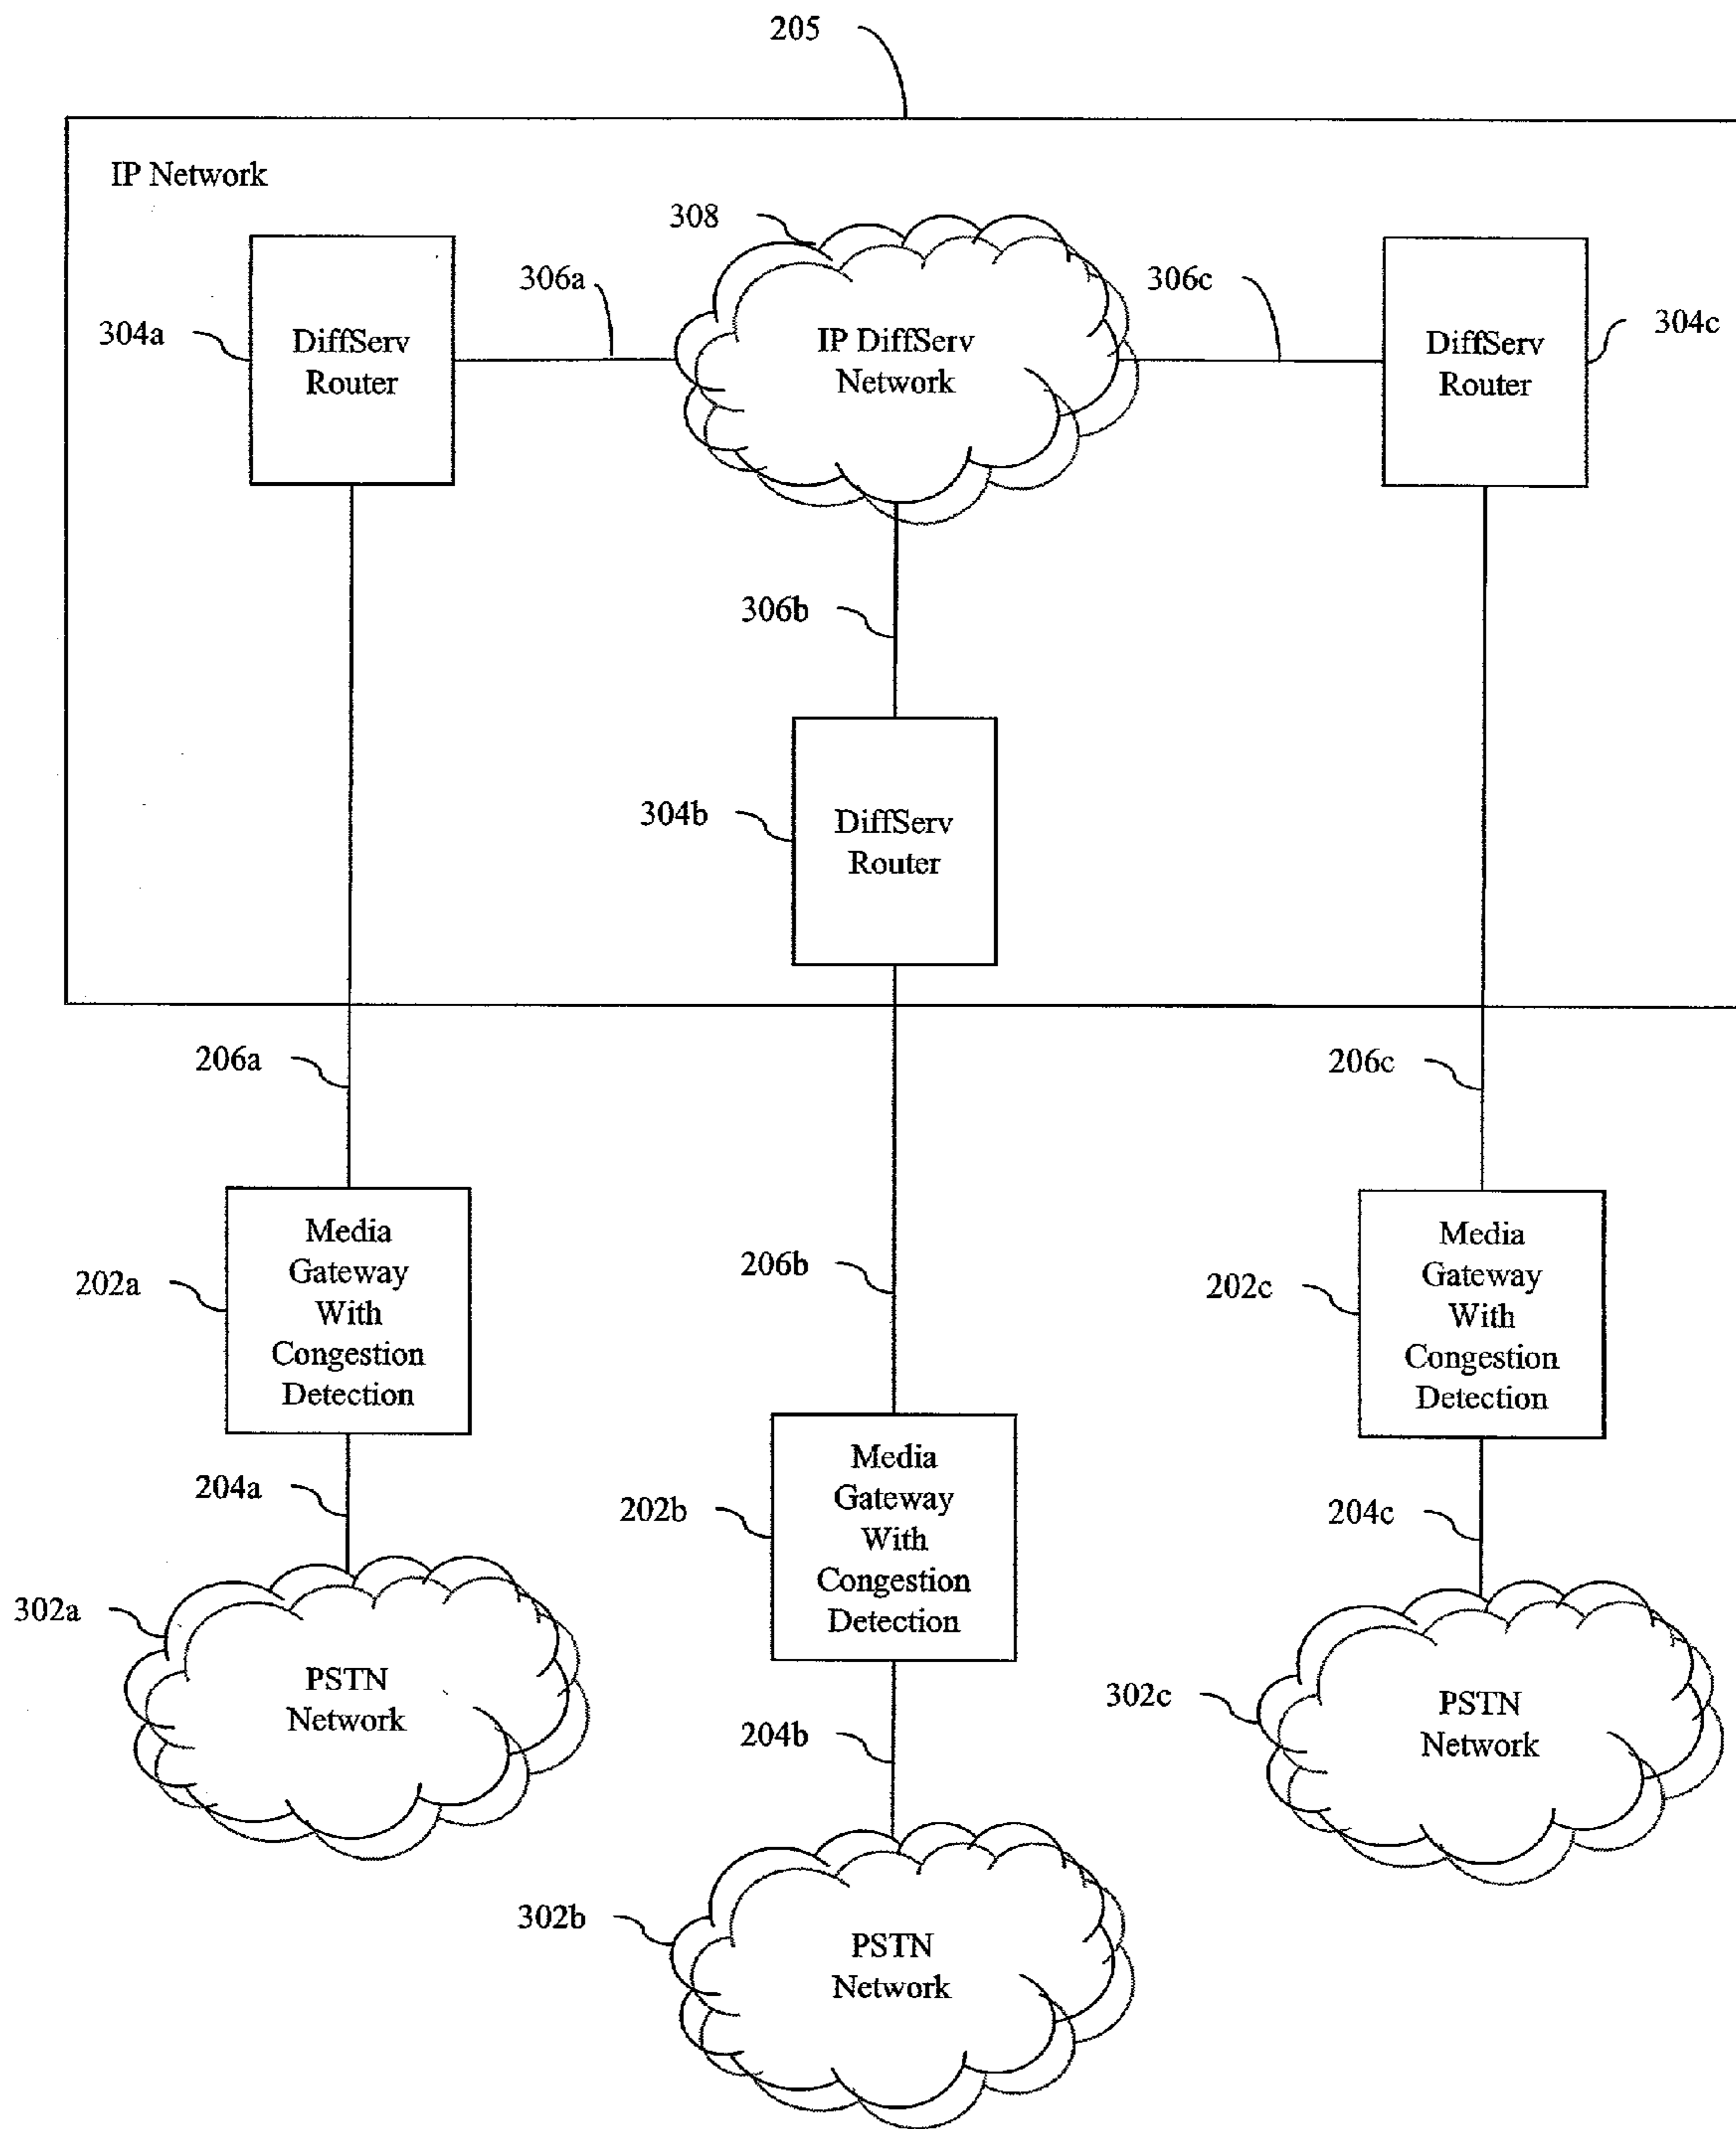 205
IP Network
308
306a
306c
304a
DiffServ
Router
IP DiffServ
Network
DiffServ
Router
304c
306b
304b
DiffServ
Router
206a
206c
202a
Media
Gateway
With
Congestion
Detection
206b
202c
Media
Gateway
With
Congestion
Detection
204a
202b
Media
Gateway
With
Congestion
Detection
204c
302a
PSTN
Network
204b
302c
PSTN
Network
302b
PSTN
Network